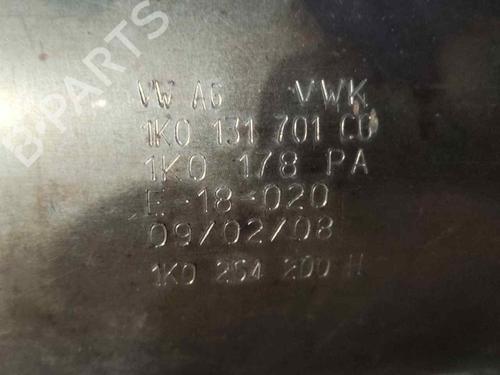 B-PARTS
VW AG VWK
1K0 131 701 CD
1K0 178 PA
E-18-020
09/02/08
1K0 254 200 H